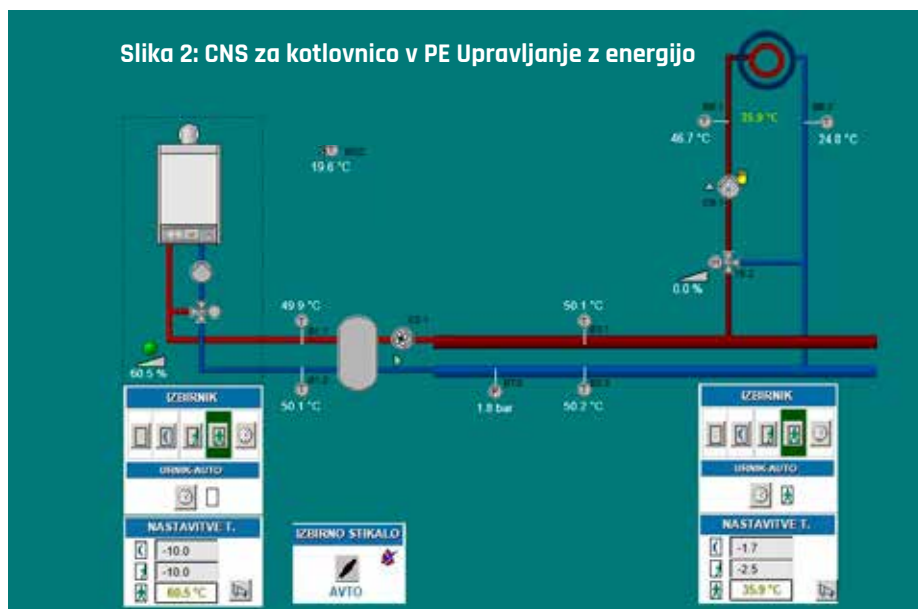 Slika 2: CNS za kotlovnico v PE Upravljanje z energijo
35.9 °C
46.7 °C
24.8 °C
19.6 °C
0.0 %
49.9 °C
50.1 °C
60.5 %
50.1 °C
1.8 bar
50.2 °C
IZBIRNIK
URNIK-AUTO
NASTAVITVE T.
-10.0
-10.0
60.5 °C
IZBIRNO STIKALO
AVTO
IZBIRNIK
URNIK-AUTO
NASTAVITVE T.
-1.7
-2.5
35.9 °C